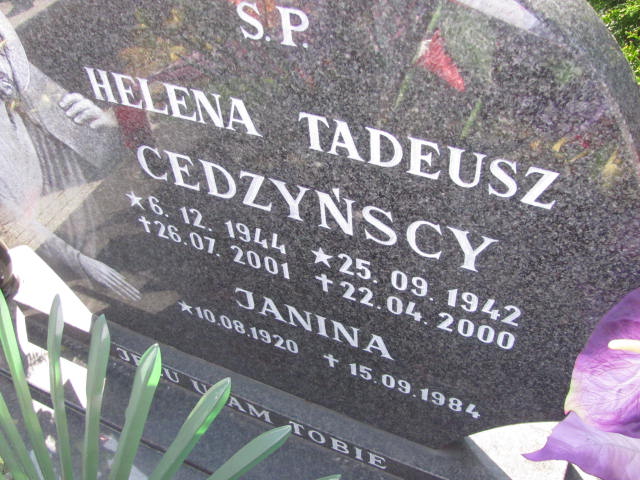 S.P.
HELENA TADEUSZ
CEDZYŃSCY
★6. 12. 1944 ★25. 09. 1942
✝26. 07. 2001 ✝22. 04. 2000
JANINA
★10.08.1920 ✝15.09.1984
UFAM TOBIE